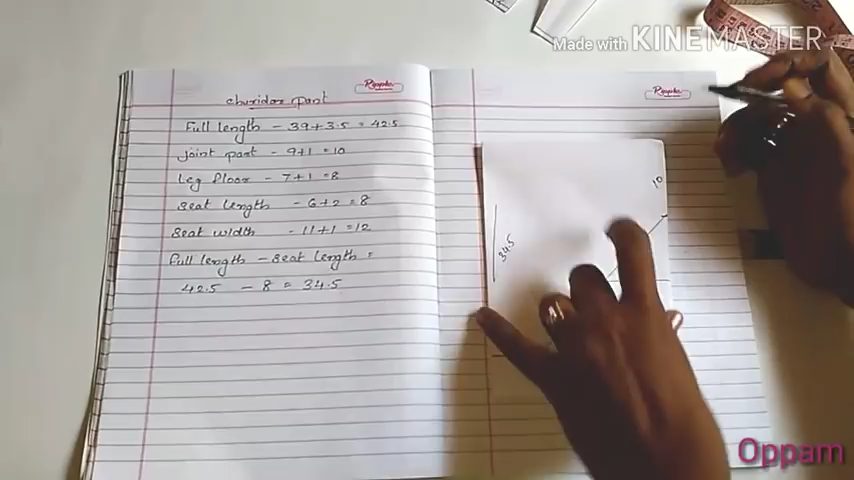 Made with KINEMASTER
churidar pant
Full length - 39+3.5 = 42.5
joint part - 9+1 =10
Leg floor - 7+1 =8
Seat length - 6+2 =8
Seat width - 11+1 =12
Full length - seat length =
42.5 - 8 = 34.5
10
34.5
Oppam